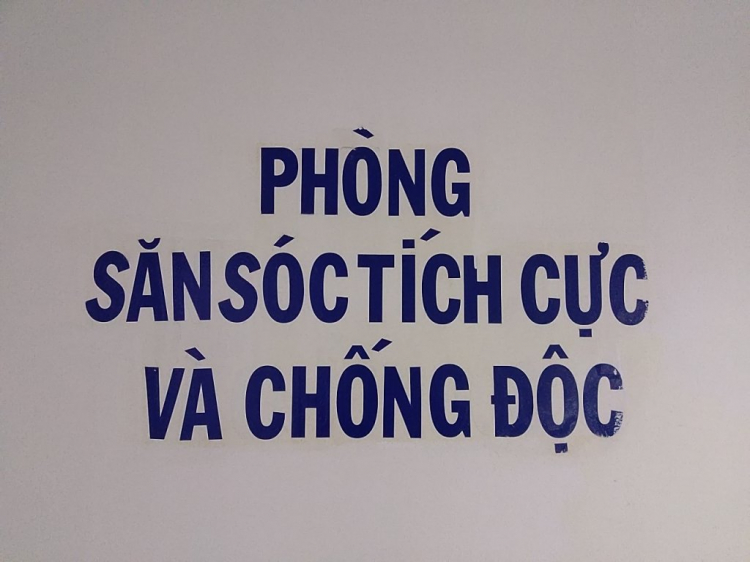 PHÒNG
SĂN SÓC TÍCH CỰC
VÀ CHỐNG ĐỘC